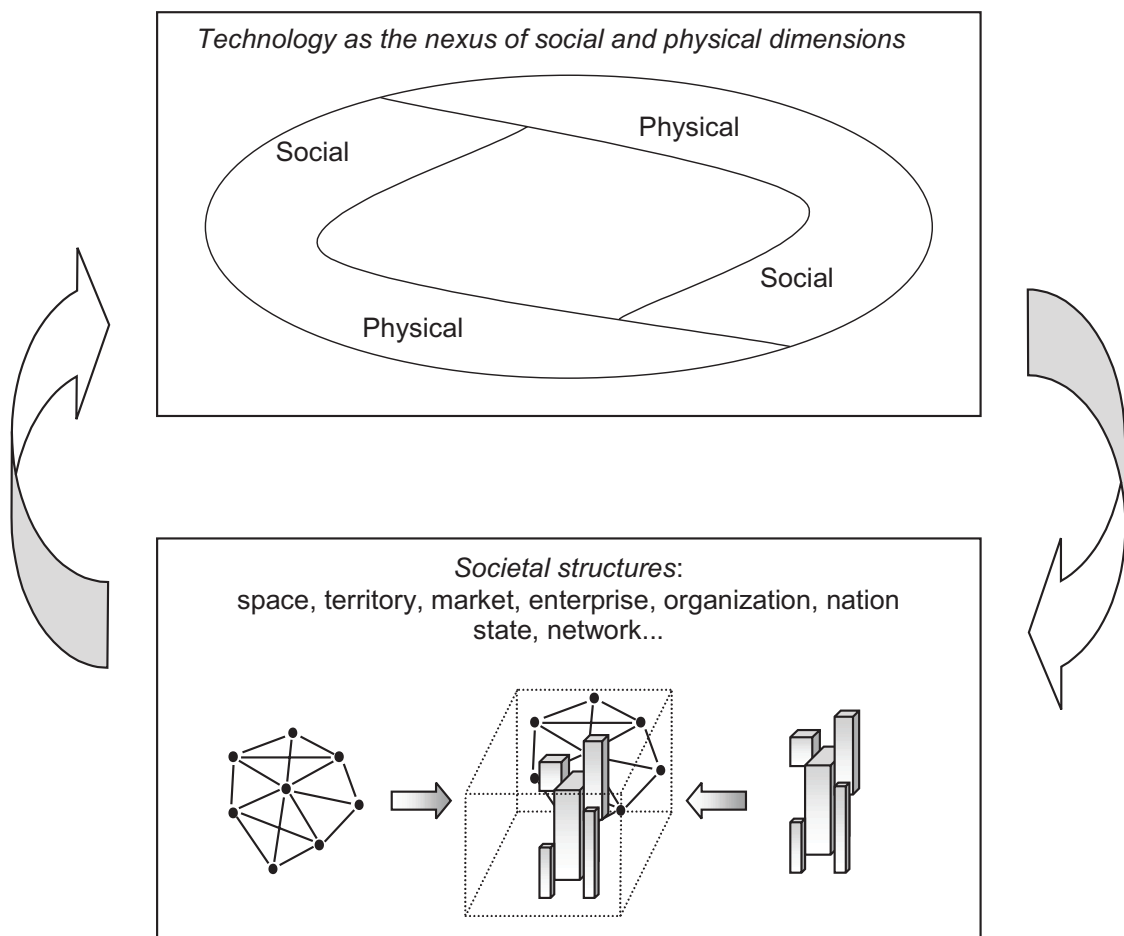 Technology as the nexus of social and physical dimensions
Physical
Social
Social
Physical
Societal structures:
space, territory, market, enterprise, organization, nation
state, network...